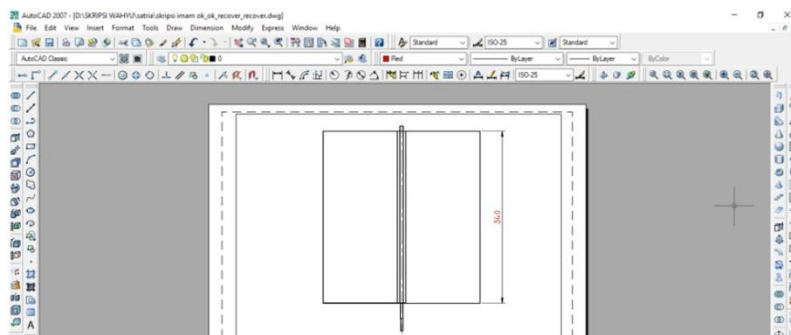 AutoCAD 2007 - [D:\SKRIPSI WAHYU\satria\skripsi imam ok_ok_recover_recover.dwg]
File Edit View Insert Format Tools Draw Dimension Modify Express Window Help
Standard ISO-25 Standard
AutoCAD Classic 0 Red ByLayer ByLayer ByColor
ISO-25
340
A